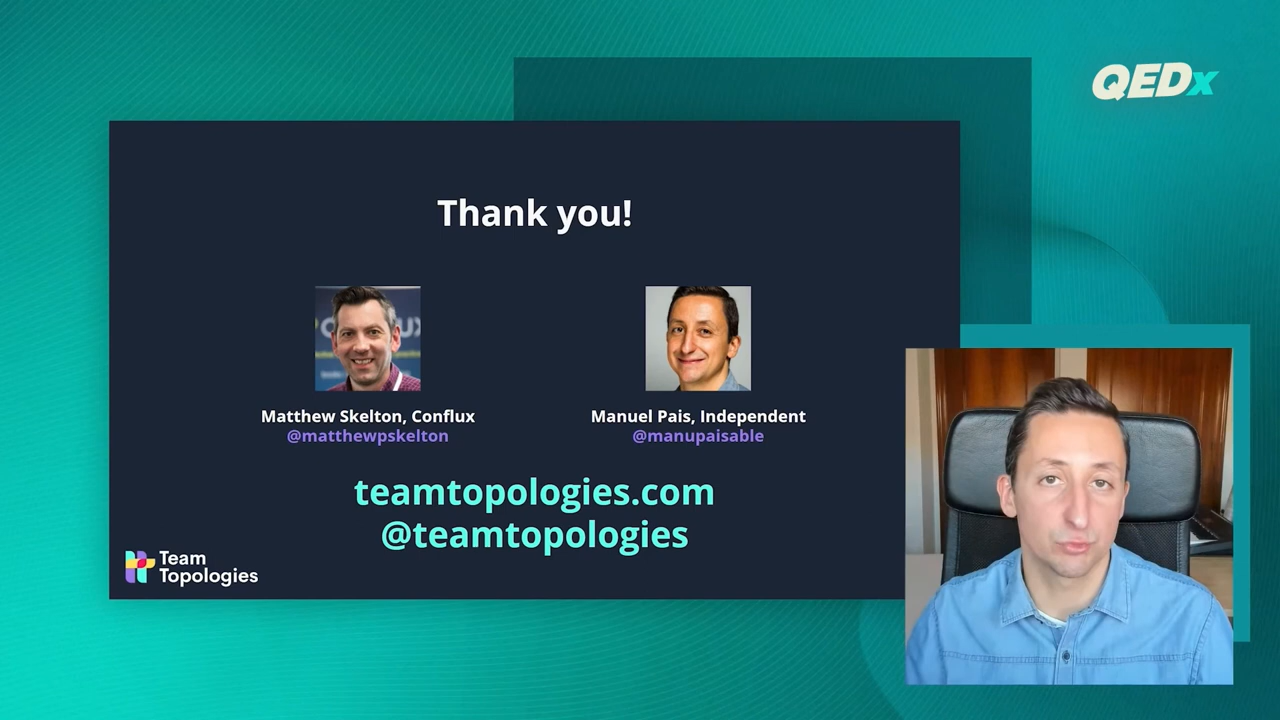 QEDx
Thank you!
Matthew Skelton, Conflux
@matthewpskelton
Manuel Pais, Independent
@manupaisable
teamtopologies.com
@teamtopologies
Team
Topologies